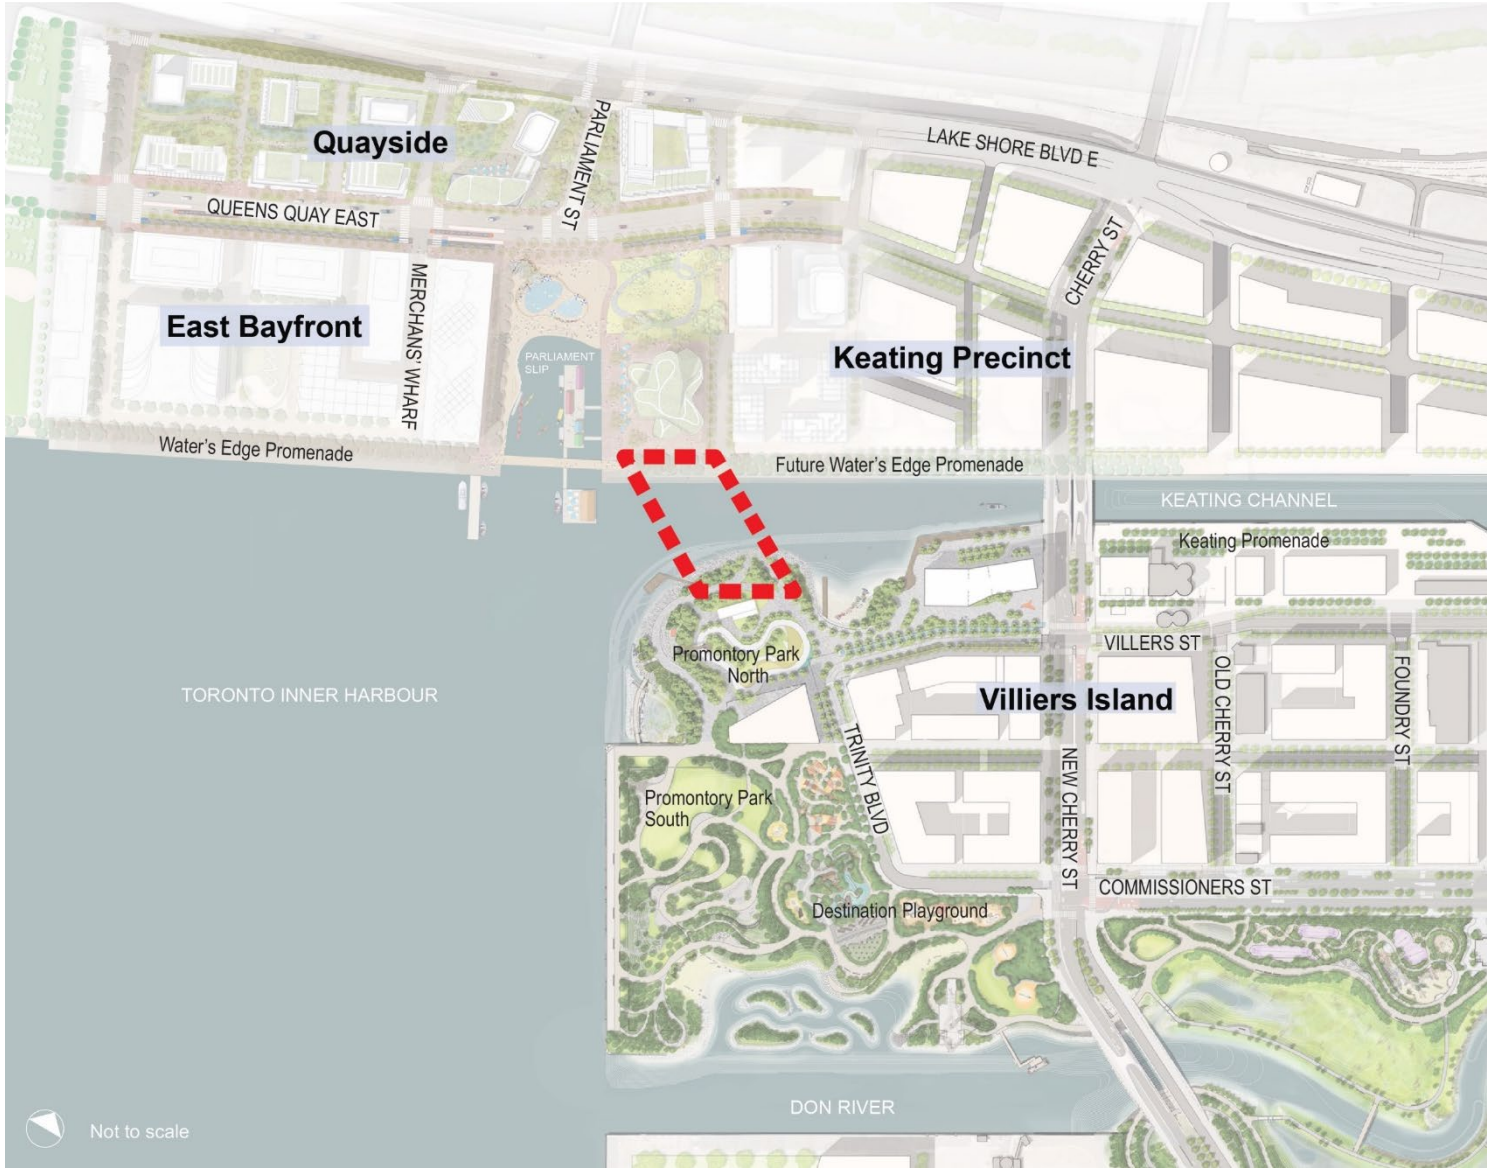 LAKE SHORE BLVD E
PARLIAMENT ST
Quayside
QUEENS QUAY EAST
CHERRY ST
MERCHANS' WHARF
East Bayfront
PARLIAMENT
SLIP
Keating Precinct
Water's Edge Promenade
Future Water's Edge Promenade
KEATING CHANNEL
Keating Promenade
VILLERS ST
Promontory Park
North
OLD CHERRY ST
FOUNDRY ST
TORONTO INNER HARBOUR
Villiers Island
TRINITY BLVD
NEW CHERRY ST
Promontory Park
South
COMMISSIONERS ST
Destination Playground
DON RIVER
Not to scale